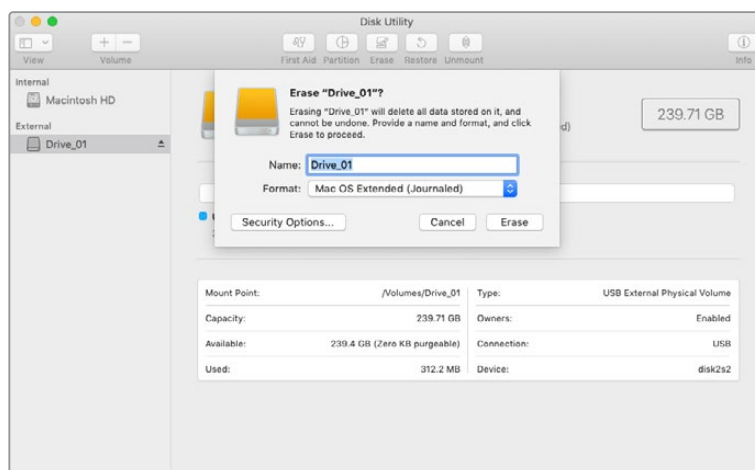 Disk Utility
View
Volume
First Aid
Partition
Erase
Restore
Unmount
Info
Internal
Macintosh HD
External
Drive_01
Erase “Drive_01”?
Erasing “Drive_01” will delete all data stored on it, and
cannot be undone. Provide a name and format, and click
Erase to proceed.
d)
239.71 GB
Name:
Drive_01
Format:
Mac OS Extended (Journaled)
Security Options...
Cancel
Erase
Mount Point:
/Volumes/Drive_01
Type:
USB External Physical Volume
Capacity:
239.71 GB
Owners:
Enabled
Available:
239.4 GB (Zero KB purgeable)
Connection:
USB
Used:
312.2 MB
Device:
disk2s2